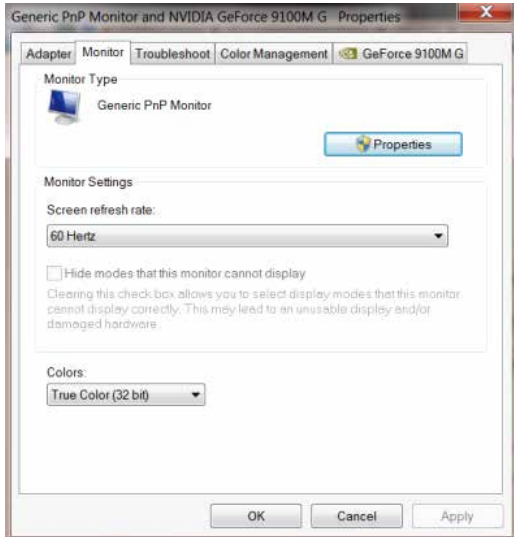 Generic PnP Monitor and NVIDIA GeForce 9100M G Properties
Adapter Monitor Troubleshoot Color Management GeForce 9100M G
Monitor Type
Generic PnP Monitor
Properties
Monitor Settings
Screen refresh rate:
60 Hertz
Hide modes that this monitor cannot display
Clearing this check box allows you to select display modes that this monitor
cannot display correctly. This may lead to an unusable display and/or
damaged hardware.
Colors:
True Color (32 bit)
OK Cancel Apply